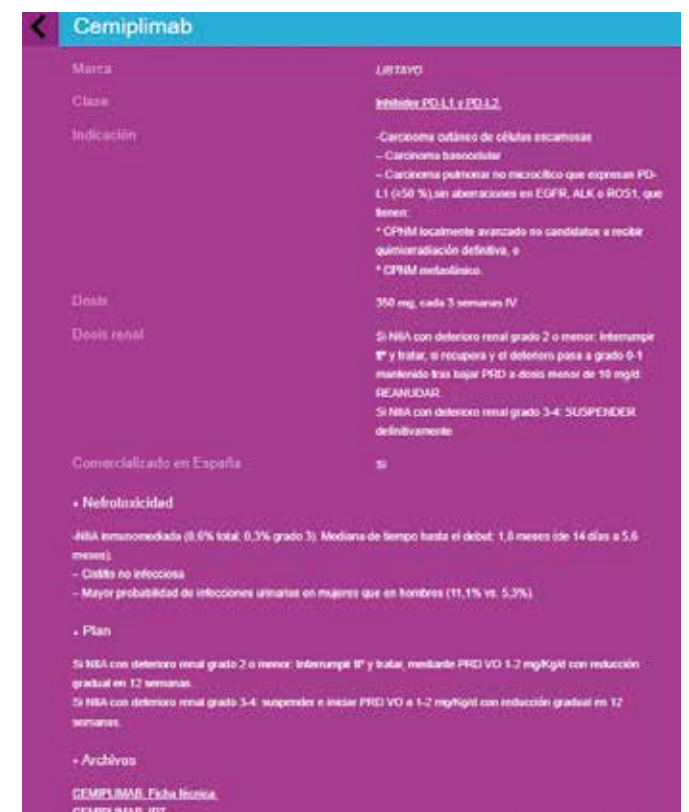 Cemiplimab
Marca
LIBTAYO
Clase
Inhibidor PD-L1 y PD-L2.
Indicación
-Carcinoma cutáneo de células escamosas
– Carcinoma basocelular
– Carcinoma pulmonar no microcítico que expresan PD-
L1 (≥50 %),sin aberraciones en EGFR, ALK o ROS1, que
tienen:
* CPNM localmente avanzado no candidatos a recibir
quimiorradiación definitiva, o
* CPNM metastásico.
Dosis
350 mg, cada 3 semanas IV
Dosis renal
Si NIIA con deterioro renal grado 2 o menor: Interrumpir
ttº y tratar, si recupera y el deterioro pasa a grado 0-1
mantenido tras bajar PRD a dosis menor de 10 mg/d:
REANUDAR.
Si NIIA con deterioro renal grado 3-4: SUSPENDER
definitivamente
Comercializado en España
Si
• Nefrotoxicidad
-NIIA inmunomediada (0,6% total, 0,3% grado 3). Mediana de tiempo hasta el debut: 1,8 meses (de 14 días a 5,6
meses).
– Cistitis no infecciosa
– Mayor probabilidad de infecciones urinarias en mujeres que en hombres (11,1% vs. 5,3%).
• Plan
Si NIIA con deterioro renal grado 2 o menor: Interrumpir ttº y tratar, mediante PRD VO 1-2 mg/Kg/d con reducción
gradual en 12 semanas.
Si NIIA con deterioro renal grado 3-4: suspender e iniciar PRD VO a 1-2 mg/Kg/d con reducción gradual en 12
semanas.
• Archivos
CEMIPLIMAB. Ficha técnica.
CEMIPLIMAB. IPT